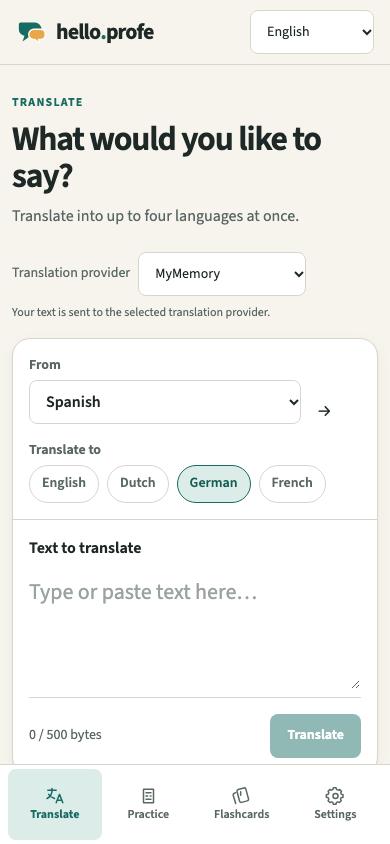 hello.profe
English
TRANSLATE
What would you like to
say?
Translate into up to four languages at once.
Translation provider
MyMemory
Your text is sent to the selected translation provider.
From
Spanish
→
Translate to
English Dutch German French
Text to translate
Type or paste text here…
0 / 500 bytes
Translate
Translate Practice Flashcards Settings